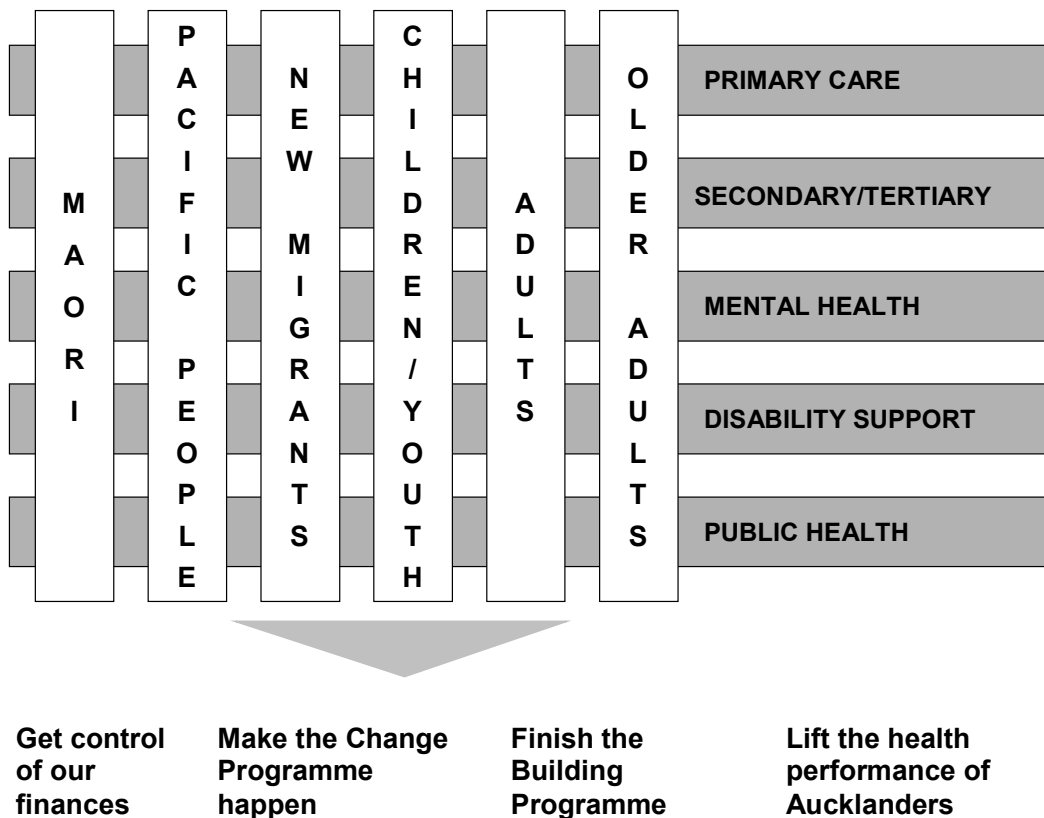 MAORI
PACIFIC PEOPLE
NEW MIGRANTS
CHILDREN/YOUTH
ADULTS
OLDER ADULTS
PRIMARY CARE
SECONDARY/TERTIARY
MENTAL HEALTH
DISABILITY SUPPORT
PUBLIC HEALTH
Get control
of our
finances
Make the Change
Programme
happen
Finish the
Building
Programme
Lift the health
performance of
Aucklanders